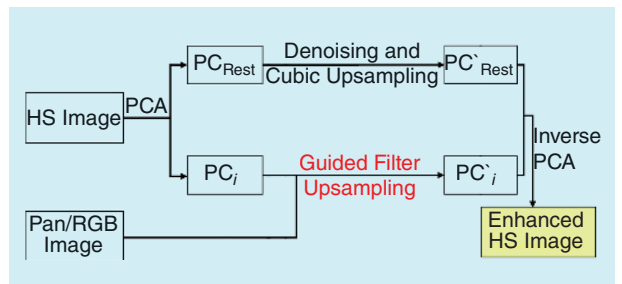 PC_Rest
Denoising and
Cubic Upsampling
PC`_Rest
HS Image
PCA
Inverse
PCA
PC_i
Guided Filter
Upsampling
PC`_i
Pan/RGB
Image
Enhanced
HS Image